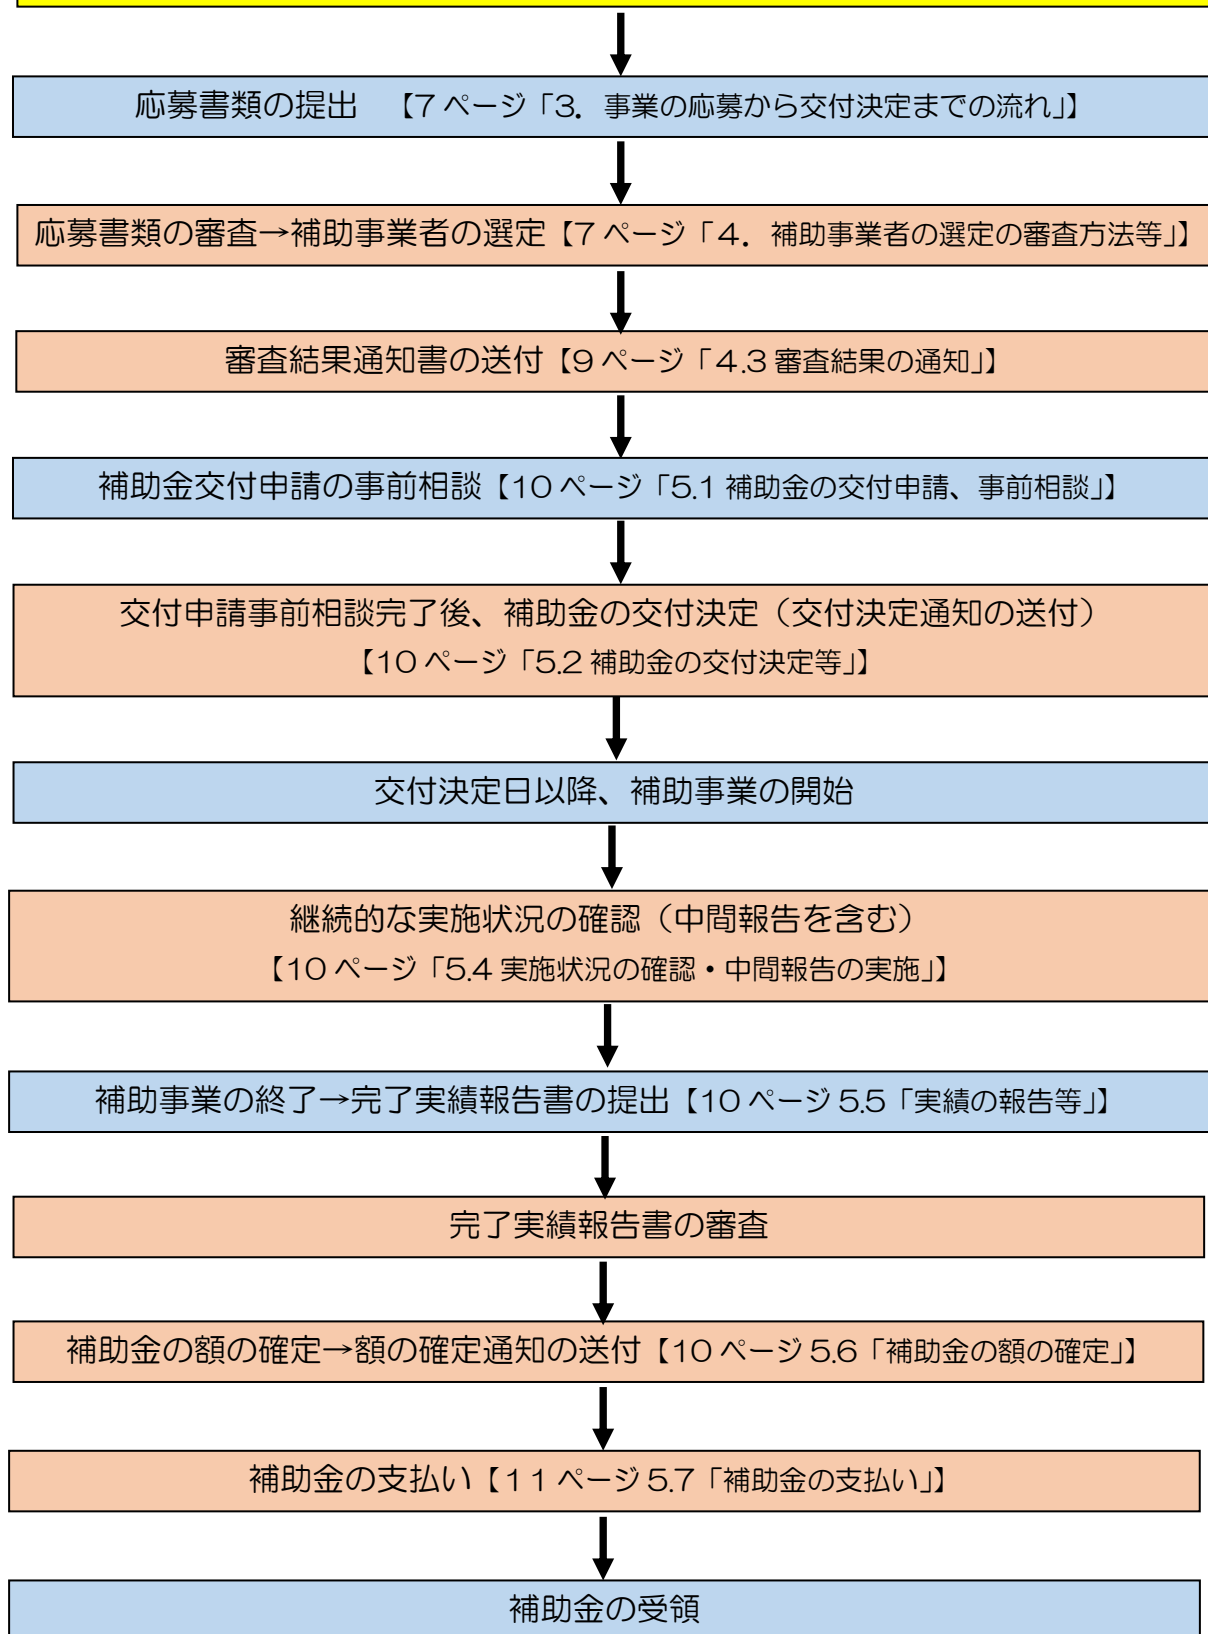 応募書類の提出　【7ページ「3．事業の応募から交付決定までの流れ」】
応募書類の審査→補助事業者の選定【7ページ「４．補助事業者の選定の審査方法等」】
審査結果通知書の送付【9ページ「4.3審査結果の通知」】
補助金交付申請の事前相談【10ページ「5.1補助金の交付申請、事前相談」】
交付申請事前相談完了後、補助金の交付決定（交付決定通知の送付）
【10ページ「5.2補助金の交付決定等」】
交付決定日以降、補助事業の開始
継続的な実施状況の確認（中間報告を含む）
【10ページ「5.4実施状況の確認・中間報告の実施」】
補助事業の終了→完了実績報告書の提出【10ページ5.5「実績の報告等」】
完了実績報告書の審査
補助金の額の確定→額の確定通知の送付【10ページ5.6「補助金の額の確定」】
補助金の支払い【１１ページ5.7「補助金の支払い」】
補助金の受領